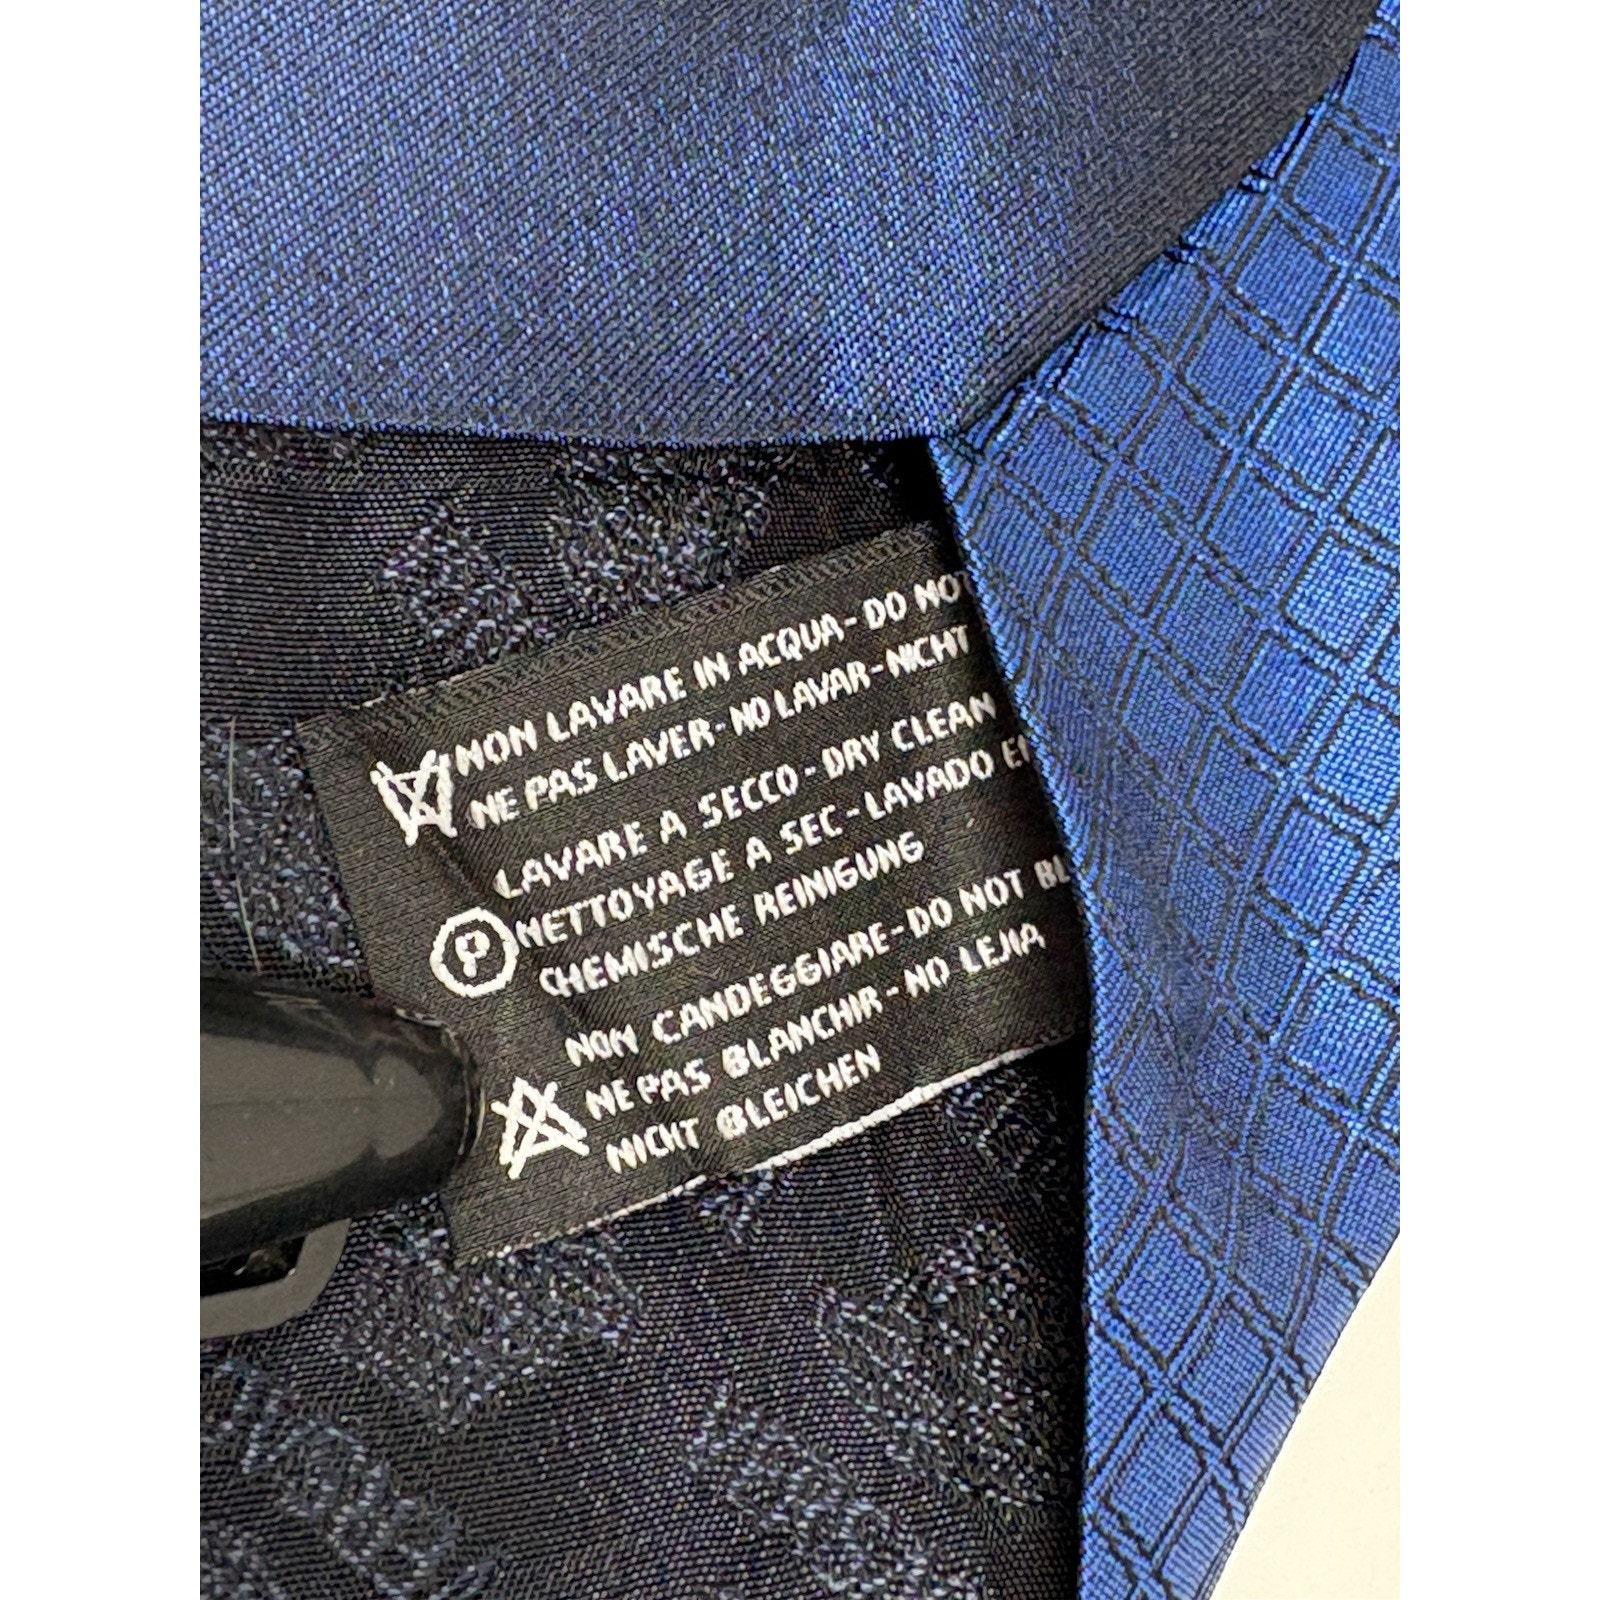 NON LAVARE IN ACQUA - DO NOT
NE PAS LAVER - NO LAVAR - NICHT
LAVARE A SECCO - DRY CLEAN
NETTOYAGE A SEC - LAVADO
P
CHEMISCHE REINIGUNG
NON CANDEGGIARE - DO NOT
NE PAS BLANCHIR - NO LEJIA
NICHT BLEICHEN